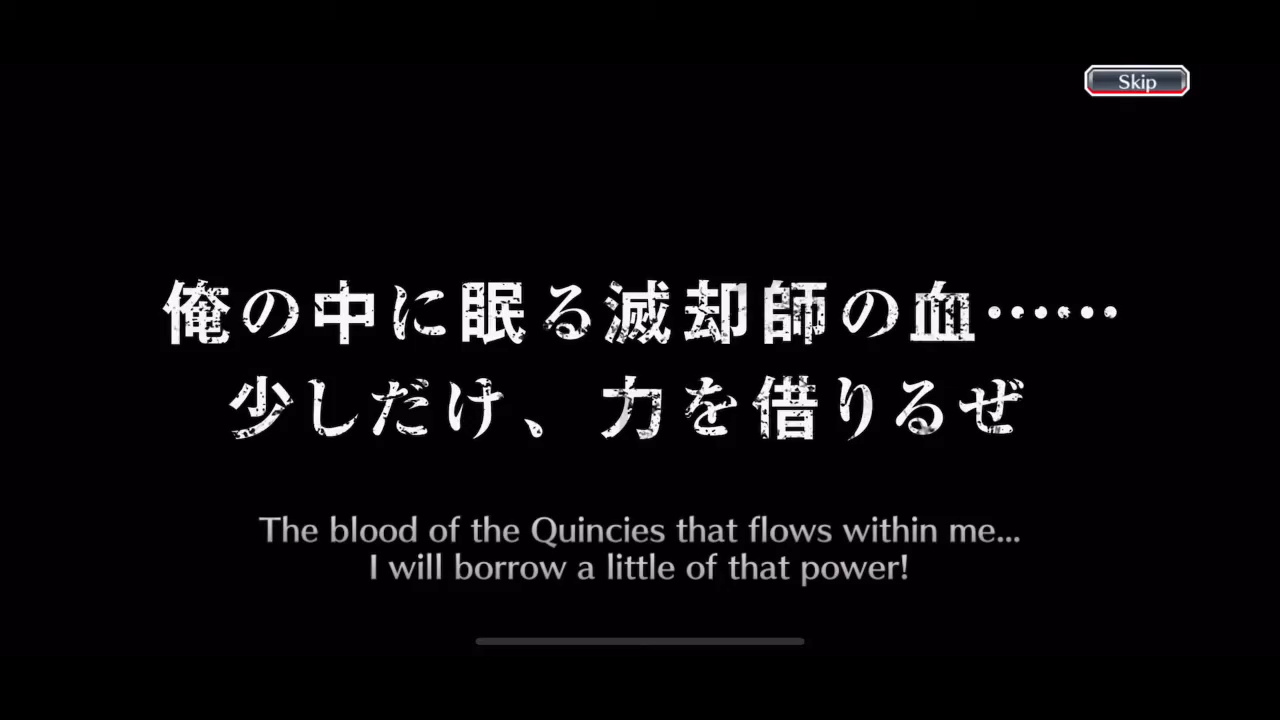 Skip
俺の中に眠る滅却師の血……
少しだけ、力を借りるぜ
The blood of the Quincies that flows within me...
I will borrow a little of that power!